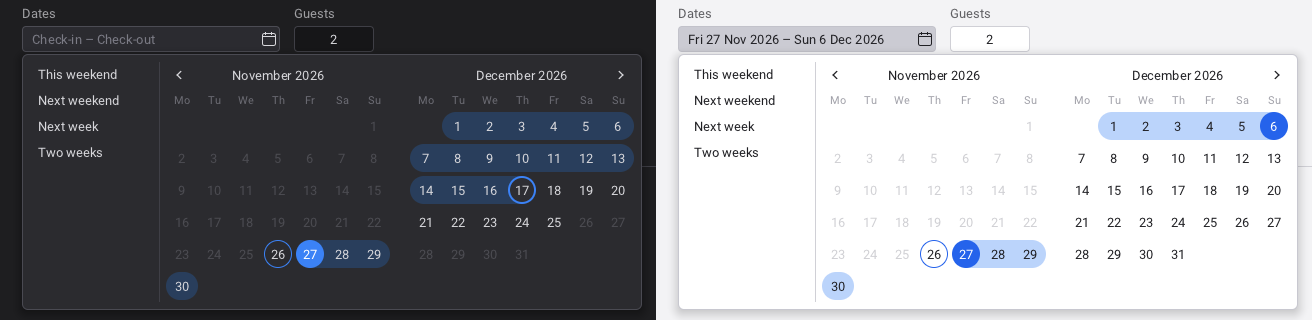 Dates
Guests
Check-in – Check-out
2
This weekend
Next weekend
Next week
Two weeks
November 2026
Mo Tu We Th Fr Sa Su
1
2 3 4 5 6 7 8
9 10 11 12 13 14 15
16 17 18 19 20 21 22
23 24 25 26 27 28 29
30
December 2026
Mo Tu We Th Fr Sa Su
1 2 3 4 5 6
7 8 9 10 11 12 13
14 15 16 17 18 19 20
21 22 23 24 25 26 27
28 29 30 31
Dates
Guests
Fri 27 Nov 2026 – Sun 6 Dec 2026
2
This weekend
Next weekend
Next week
Two weeks
November 2026
Mo Tu We Th Fr Sa Su
1
2 3 4 5 6 7 8
9 10 11 12 13 14 15
16 17 18 19 20 21 22
23 24 25 26 27 28 29
30
December 2026
Mo Tu We Th Fr Sa Su
1 2 3 4 5 6
7 8 9 10 11 12 13
14 15 16 17 18 19 20
21 22 23 24 25 26 27
28 29 30 31